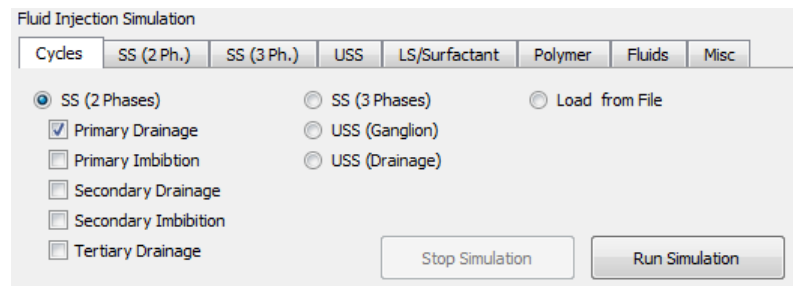 Fluid Injection Simulation
Cycles SS (2 Ph.) SS (3 Ph.) USS LS/Surfactant Polymer Fluids Misc
SS (2 Phases) SS (3 Phases) Load from File
Primary Drainage USS (Ganglion)
Primary Imbibtion USS (Drainage)
Secondary Drainage
Secondary Imbibition
Tertiary Drainage Stop Simulation Run Simulation